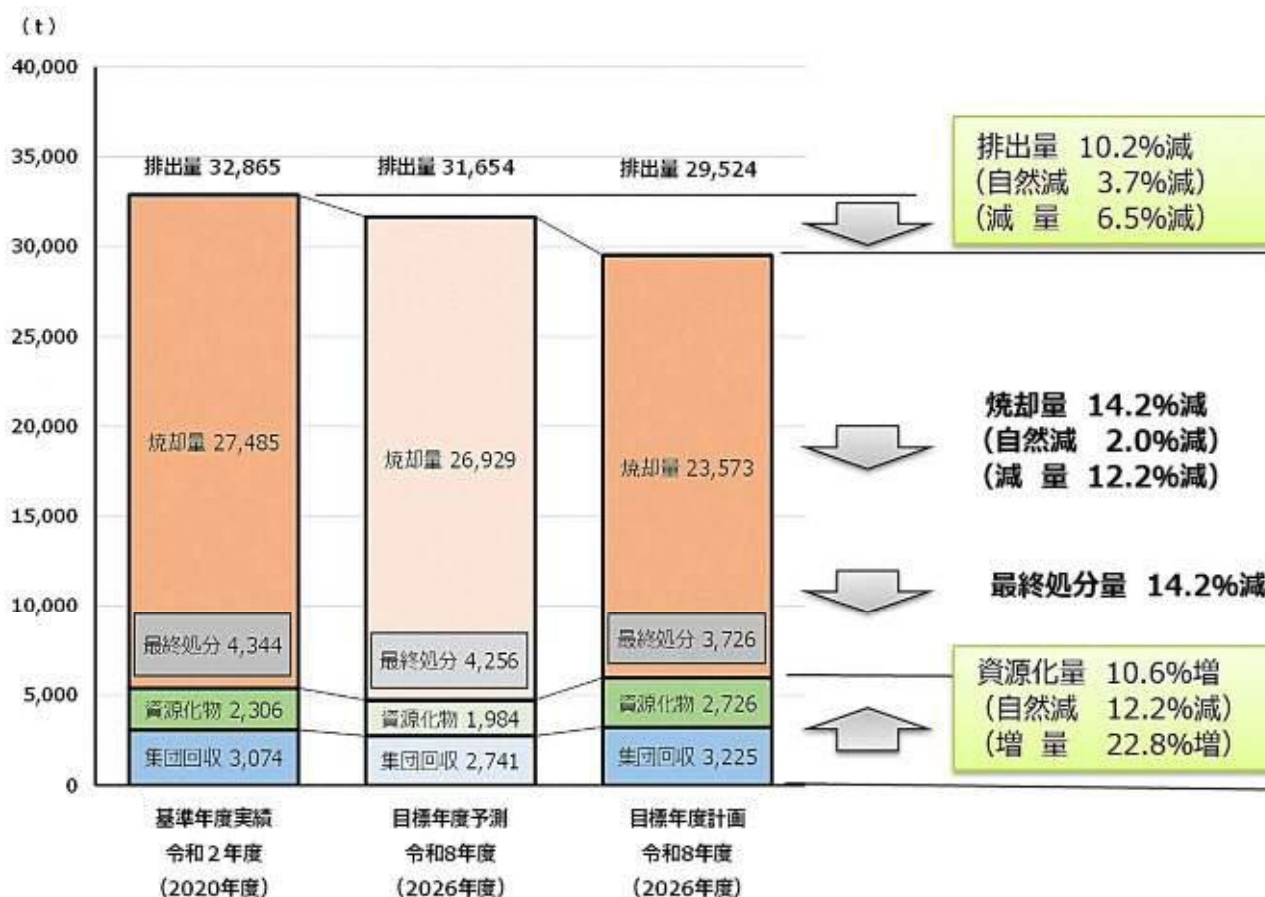 (t)
40,000
35,000
30,000
25,000
20,000
15,000
10,000
5,000
0
排出量 32,865
焼却量 27,485
最終処分 4,344
資源化物 2,306
集団回収 3,074
基準年度実績
令和2年度
(2020年度)
排出量 31,654
焼却量 26,929
最終処分 4,256
資源化物 1,984
集団回収 2,741
目標年度予測
令和8年度
(2026年度)
排出量 29,524
焼却量 23,573
最終処分 3,726
資源化物 2,726
集団回収 3,225
目標年度計画
令和8年度
(2026年度)
排出量 10.2%減
(自然減 3.7%減)
(減 量 6.5%減)
焼却量 14.2%減
(自然減 2.0%減)
(減 量 12.2%減)
最終処分量 14.2%減
資源化量 10.6%増
(自然減 12.2%減)
(増 量 22.8%増)